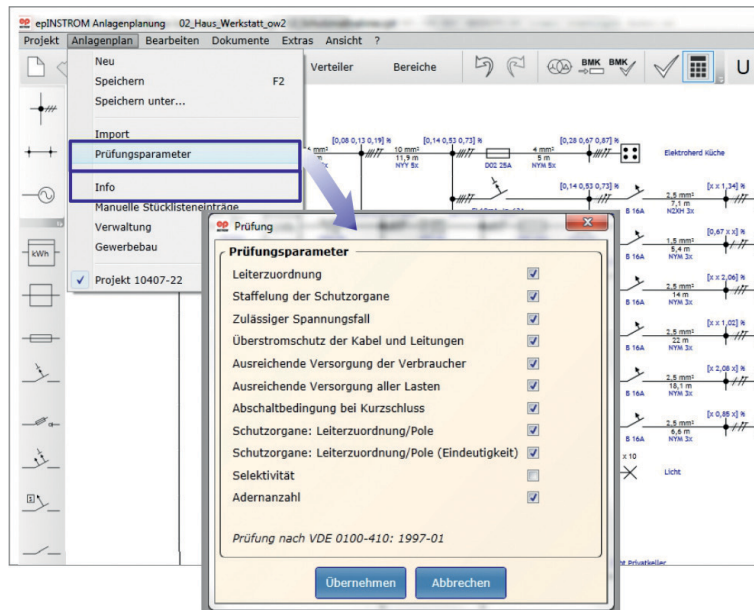 epINSTROM Anlagenplanung 02_Haus_Werkstatt_ow2
Projekt Anlagenplan Bearbeiten Dokumente Extras Ansicht ?
Neu
Speichern F2
Speichern unter...
Import
Prüfungsparameter
Info
Manuelle Stücklisteneinträge
Verwaltung
Gewerbebau
Projekt 10407-22
Verteiler Bereiche BMK BMK U
kWh
1
[0,08 0,13 0,19] % [0,14 0,53 0,73] % [0,28 0,67 0,87] %
mm² 10 mm² 4 mm²
m 11,9 m D02 25A 5 m Elektroherd Küche
5x NYY 5x NYM 5x
[0,14 0,53 0,73] % [x x 1,34] %
2,5 mm²
7,1 m
B 16A N2XH 3x
[0,67 x x] %
1,5 mm²
5,4 m
B 16A NYM 3x
[x x 2,06] %
2,5 mm²
14 m
B 16A NYM 3x
[x x 1,02] %
2,5 mm²
22 m
B 16A NYM 3x
[x 2,08 x] %
2,5 mm²
18,1 m
B 16A NYM 3x
[x 0,85 x] %
2,5 mm²
6,6 m
B 16A NYM 3x
x 10
Licht
Privatkeller
Prüfung
Prüfungsparameter
Leiterzuordnung
Staffelung der Schutzorgane
Zulässiger Spannungsfall
Überstromschutz der Kabel und Leitungen
Ausreichende Versorgung der Verbraucher
Ausreichende Versorgung aller Lasten
Abschaltbedingung bei Kurzschluss
Schutzorgane: Leiterzuordnung/Pole
Schutzorgane: Leiterzuordnung/Pole (Eindeutigkeit)
Selektivität
Adernanzahl
Prüfung nach VDE 0100-410: 1997-01
Übernehmen Abbrechen